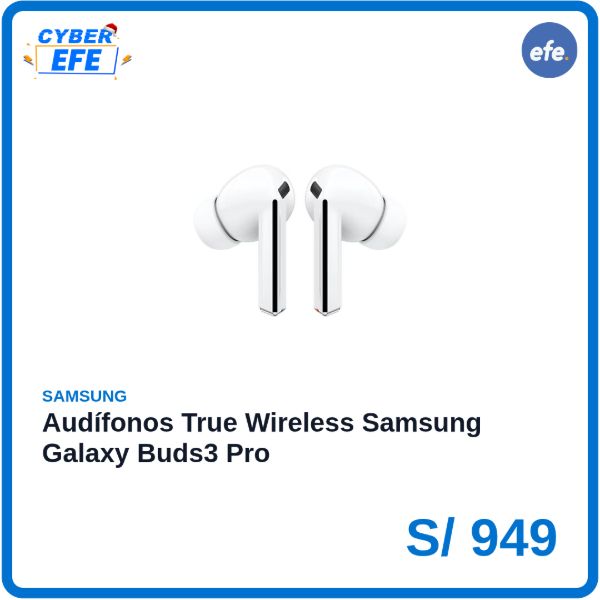 CYBER
EFE
efe.
SAMSUNG
Audífonos True Wireless Samsung
Galaxy Buds3 Pro
S/ 949